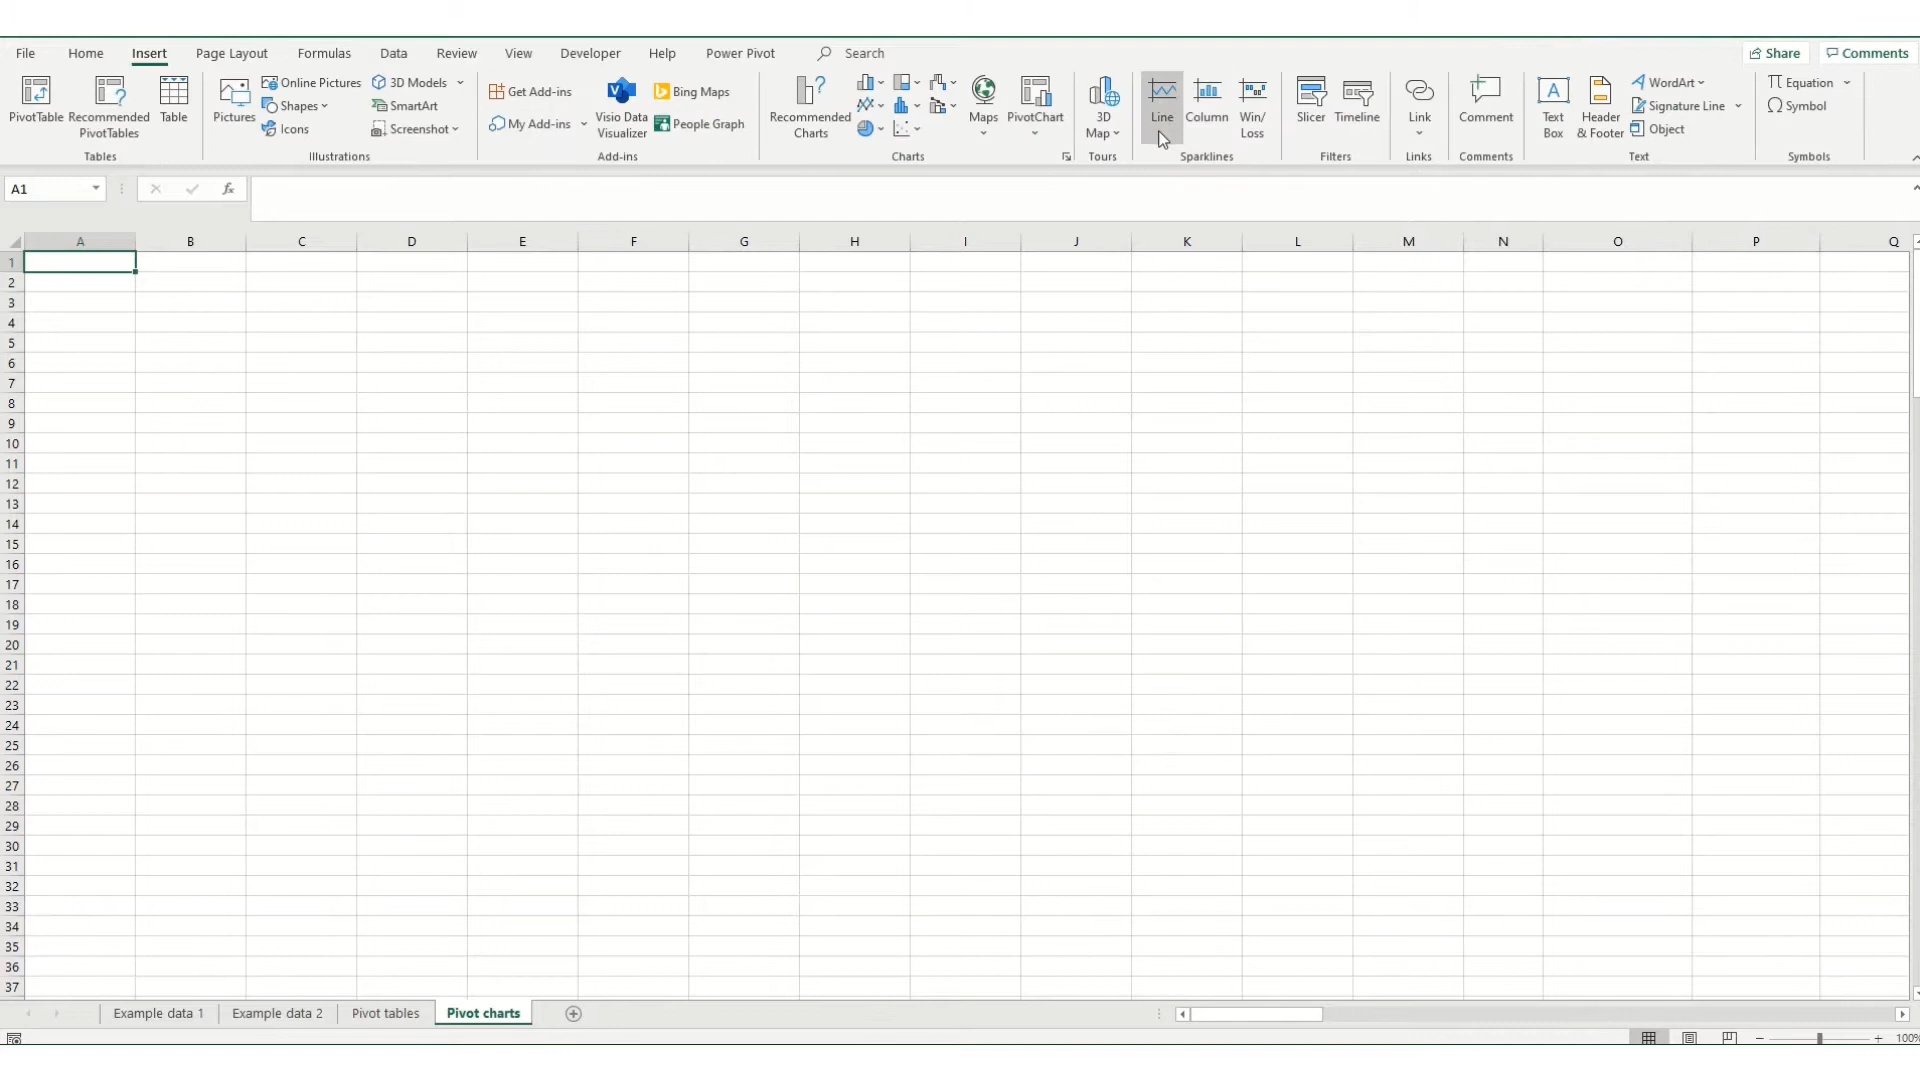 File Home Insert Page Layout Formulas Data Review View Developer Help Power Pivot Search Share Comments
PivotTable
Recommended
PivotTables
Table
Tables
Pictures
Online Pictures
Shapes
Icons
3D Models
SmartArt
Screenshot
Illustrations
Get Add-ins
My Add-ins
Visio Data
Visualizer
Bing Maps
People Graph
Add-ins
Recommended
Charts
Maps
PivotChart
Charts
3D
Map
Tours
Line
Column
Win/
Loss
Sparklines
Slicer
Timeline
Filters
Link
Links
Comment
Comments
Text
Box
Header
& Footer
WordArt
Signature Line
Object
Text
Equation
Symbol
Symbols
A1 fx
A B C D E F G H I J K L M N O P Q
1
2
3
4
5
6
7
8
9
10
11
12
13
14
15
16
17
18
19
20
21
22
23
24
25
26
27
28
29
30
31
32
33
34
35
36
37
Example data 1 Example data 2 Pivot tables Pivot charts
100%